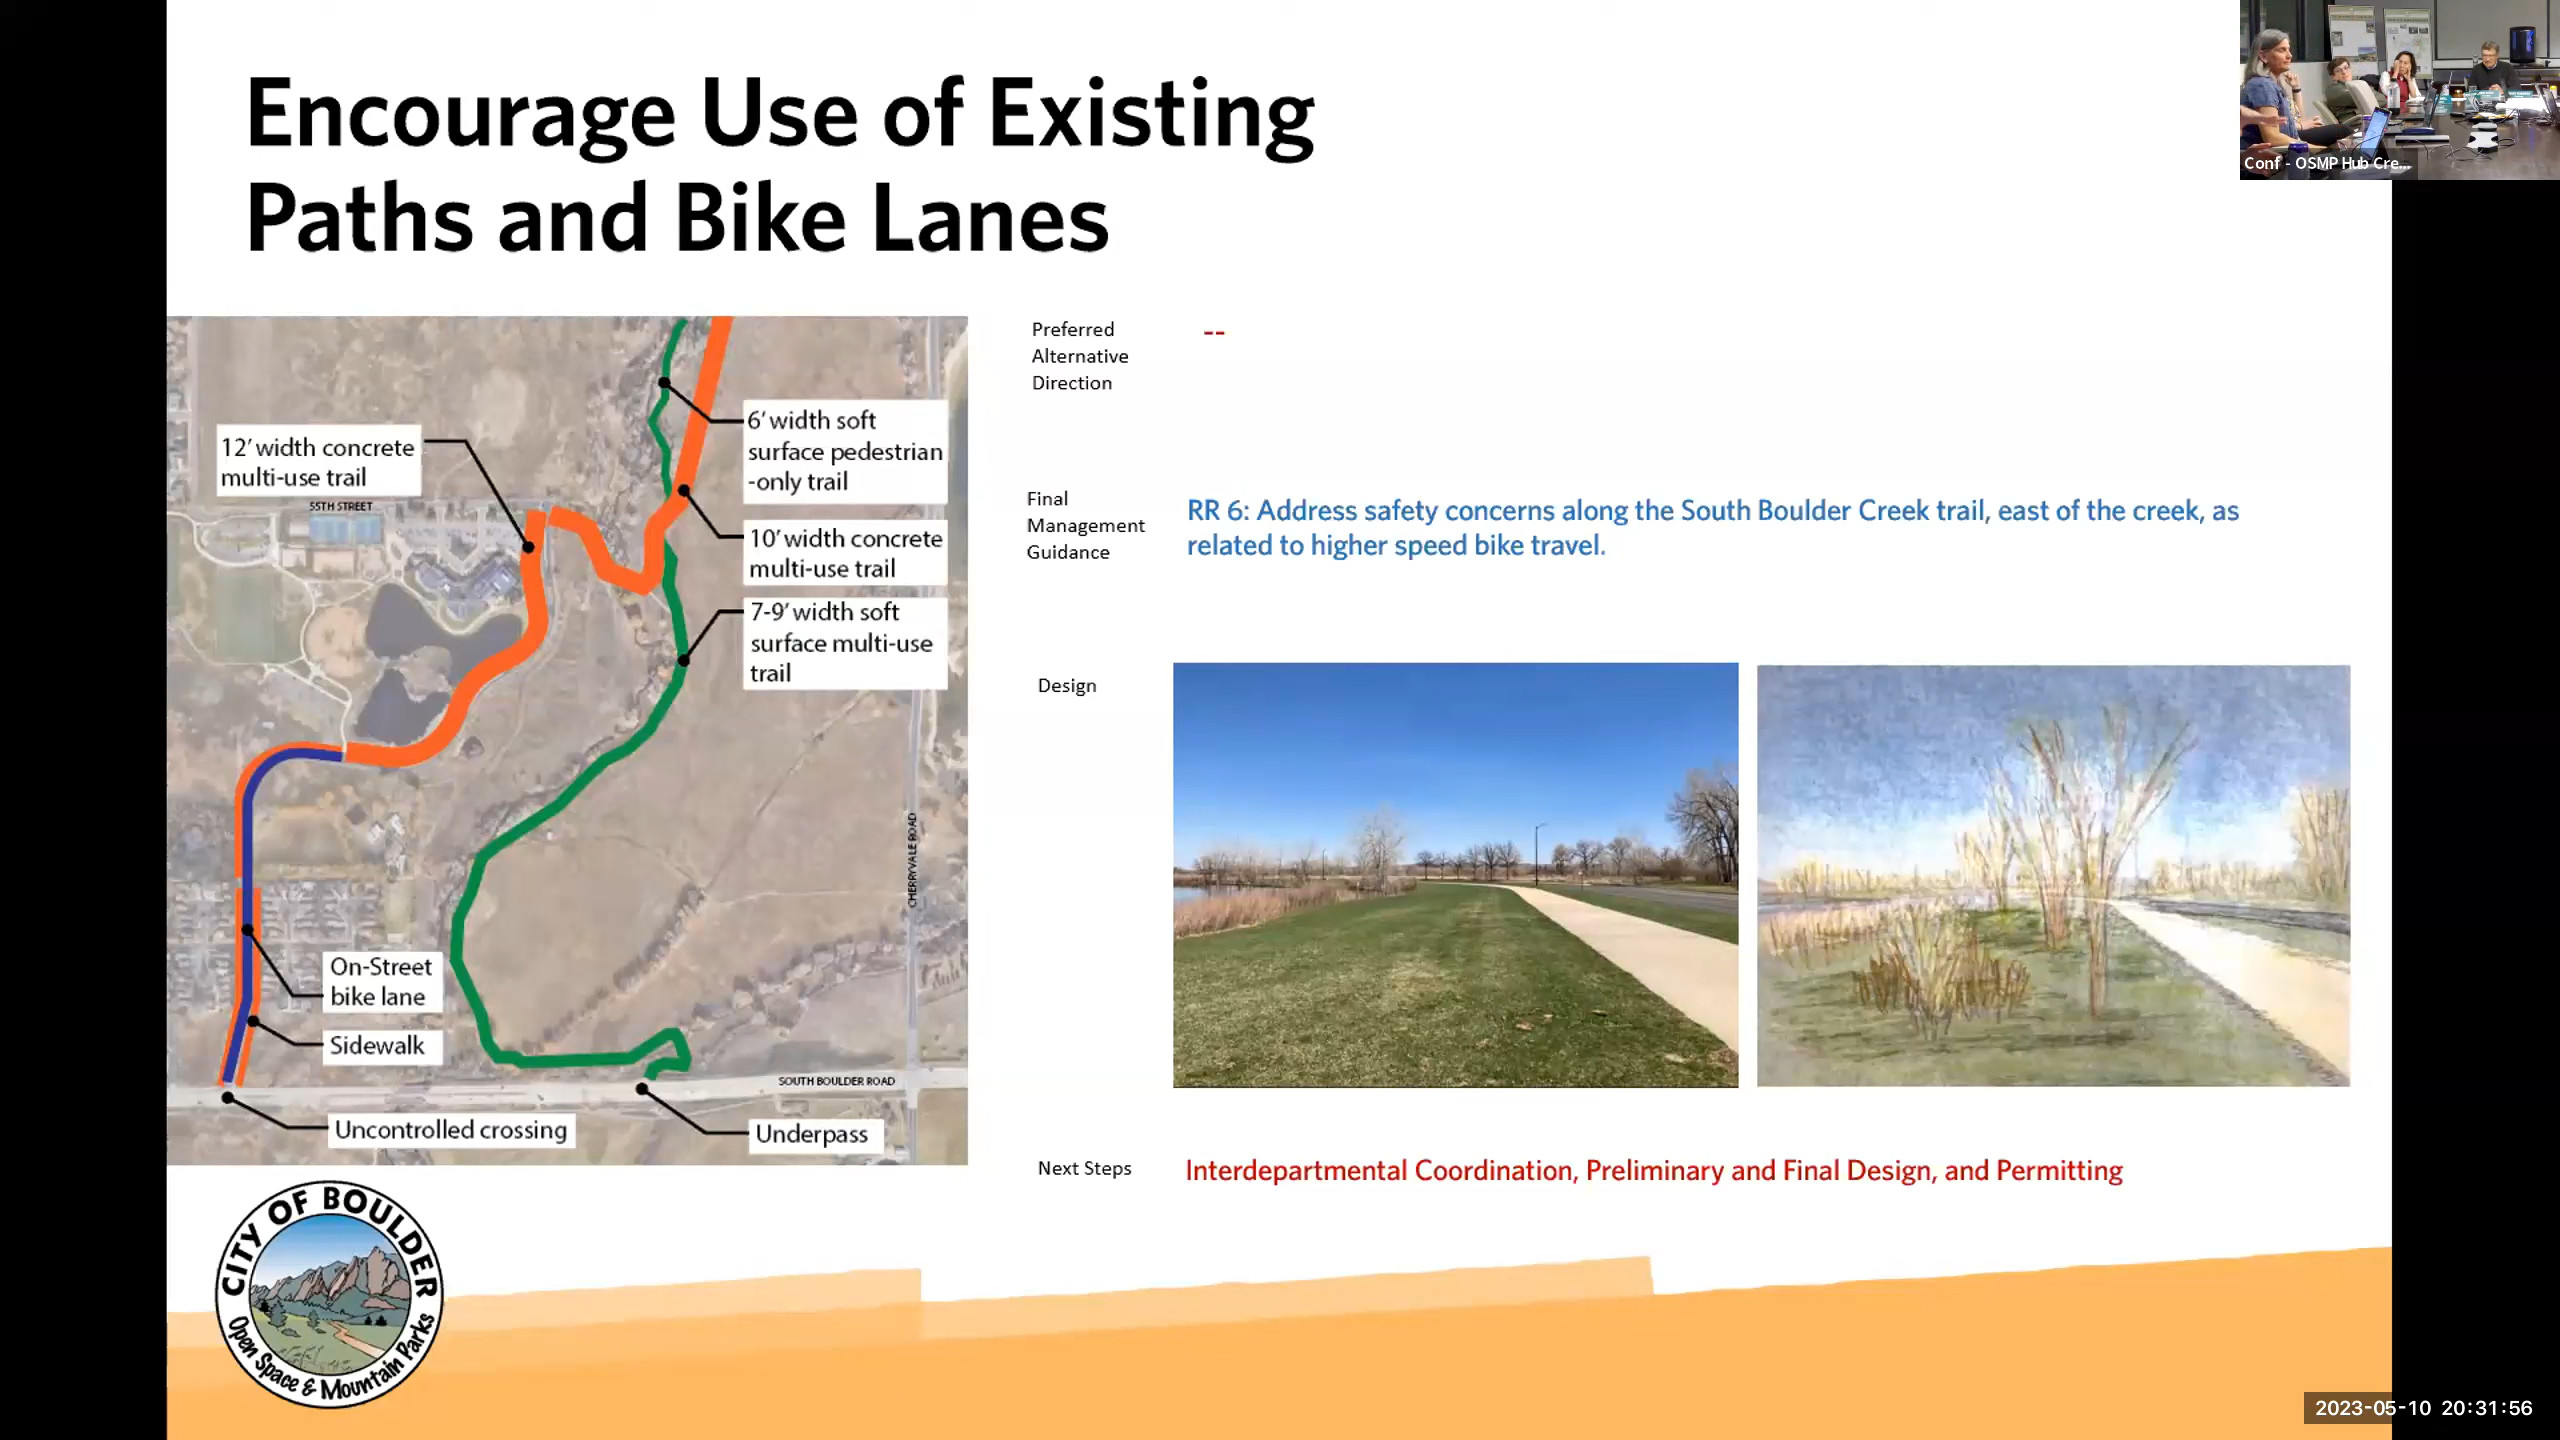 Encourage Use of Existing
Paths and Bike Lanes
Conf - OSMP Hub Cre...
12' width concrete
multi-use trail
55TH STREET
6' width soft
surface pedestrian
-only trail
10' width concrete
multi-use trail
7-9' width soft
surface multi-use
trail
CHERRYVALE ROAD
On-Street
bike lane
Sidewalk
SOUTH BOULDER ROAD
Uncontrolled crossing
Underpass
Preferred
Alternative
Direction
--
Final
Management
Guidance
RR 6: Address safety concerns along the South Boulder Creek trail, east of the creek, as
related to higher speed bike travel.
Design
Next Steps
Interdepartmental Coordination, Preliminary and Final Design, and Permitting
CITY OF BOULDER
Open Space & Mountain Parks
2023-05-10 20:31:56